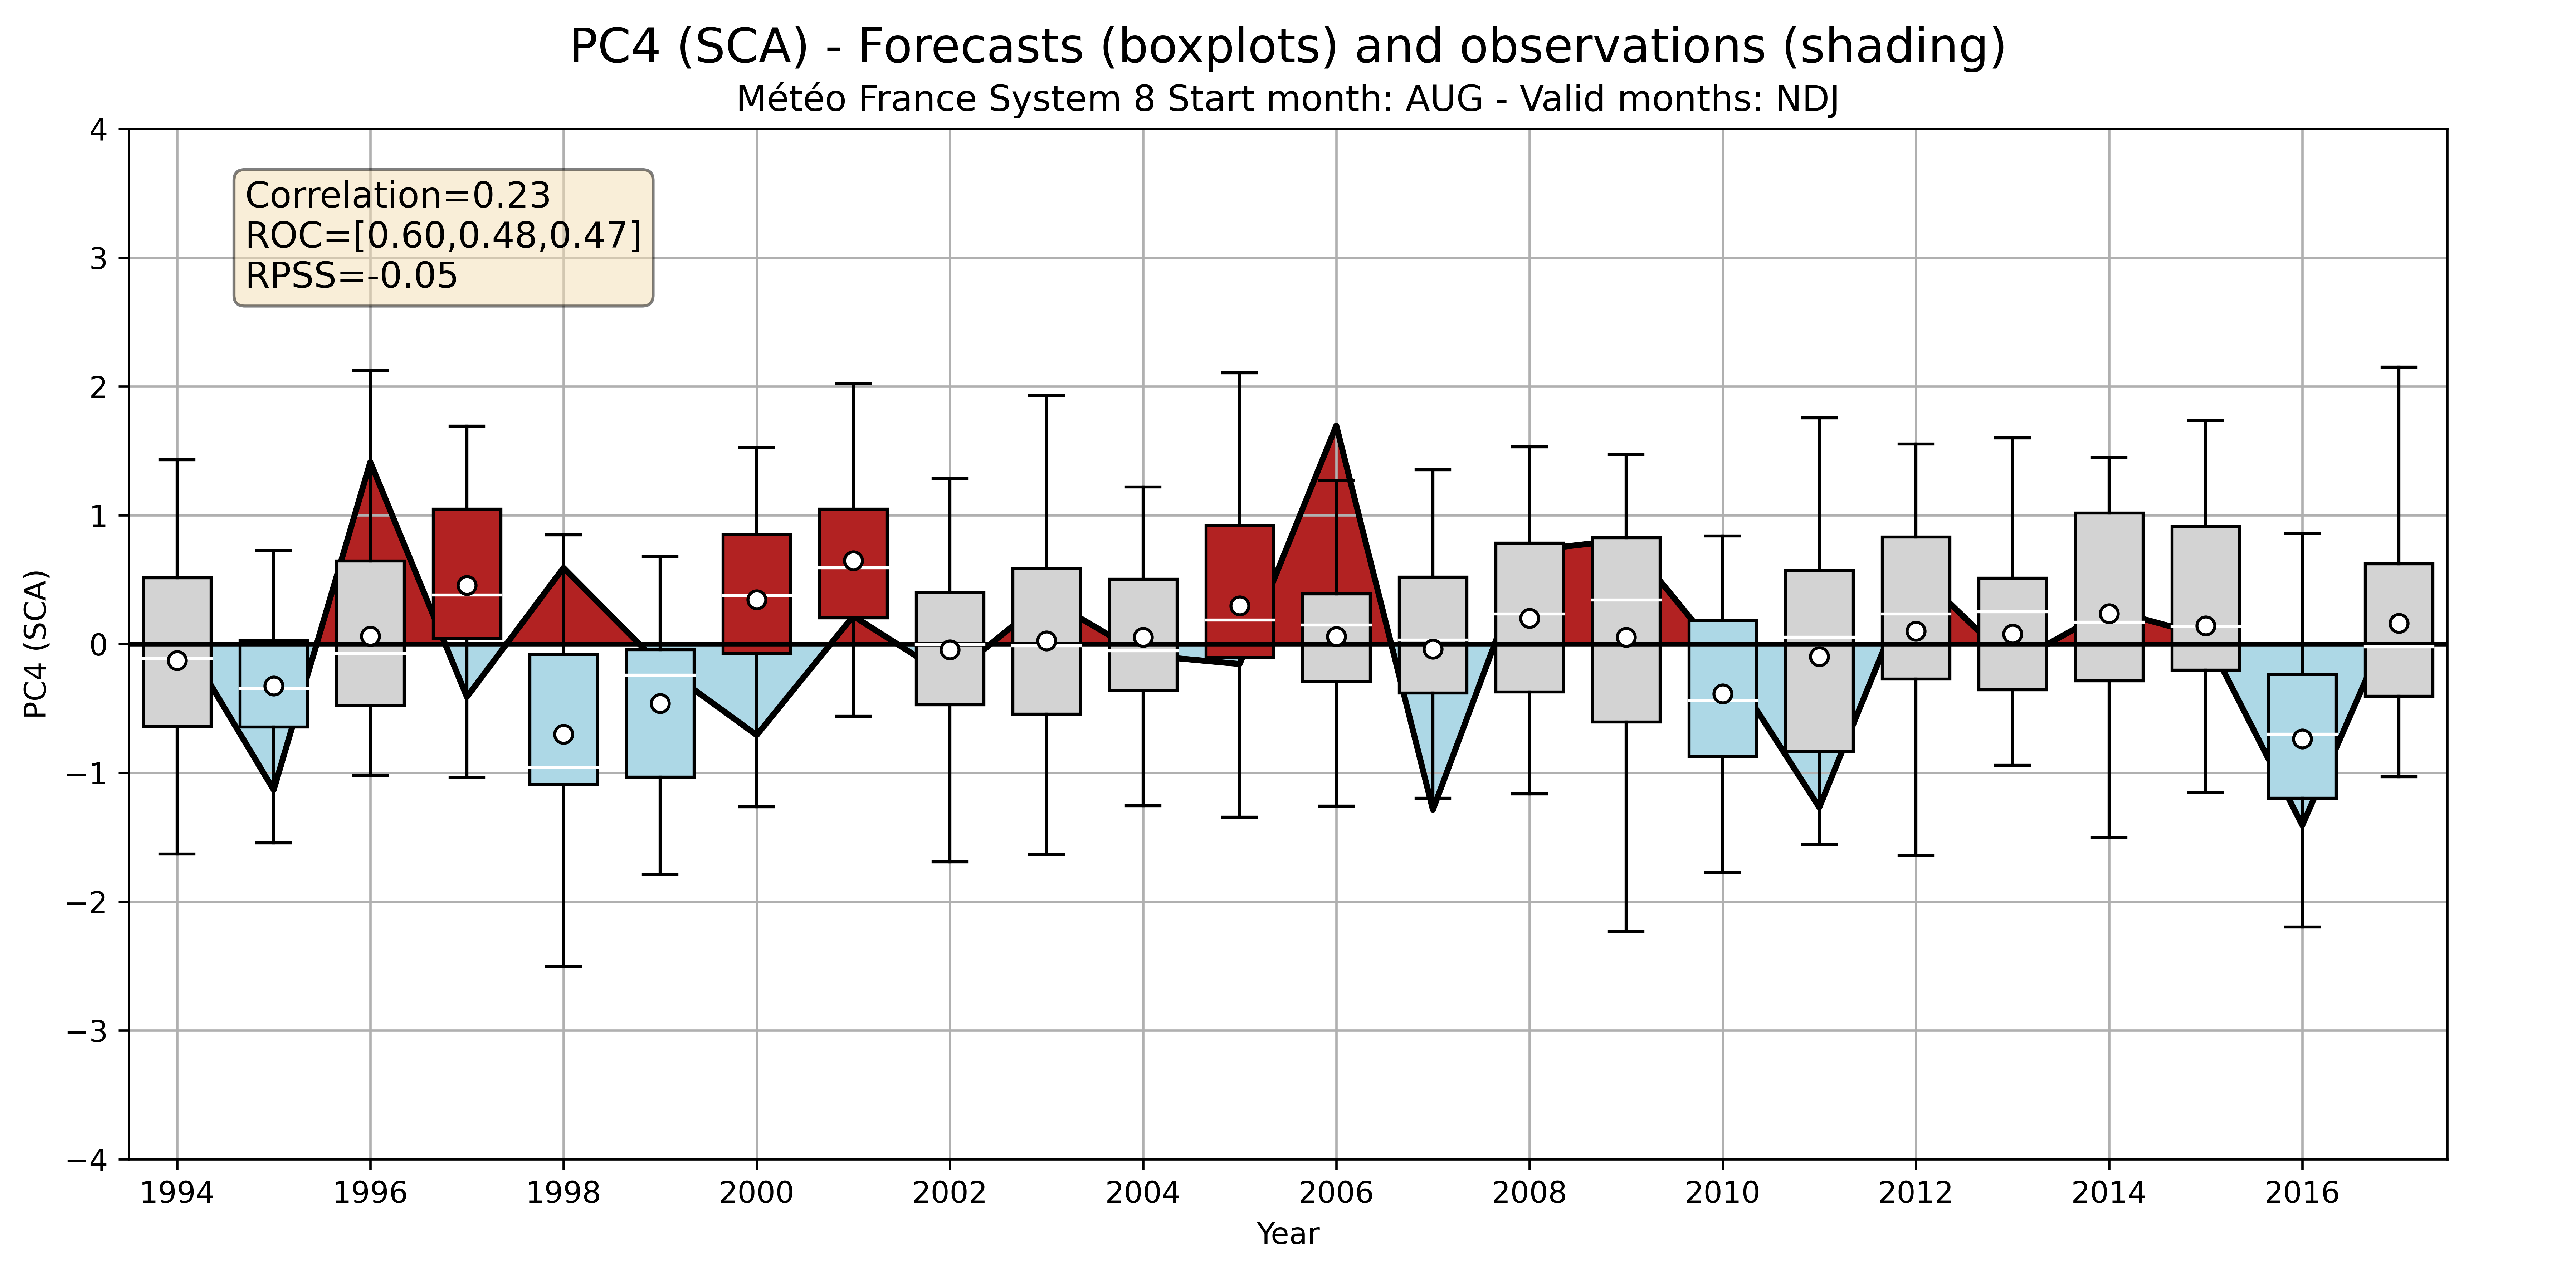 PC4 (SCA) - Forecasts (boxplots) and observations (shading)
Météo France System 8 Start month: AUG - Valid months: NDJ
Correlation=0.23
ROC=[0.60,0.48,0.47]
RPSS=-0.05
PC4 (SCA)
4
3
2
1
0
−1
−2
−3
−4
1994 1996 1998 2000 2002 2004 2006 2008 2010 2012 2014 2016
Year